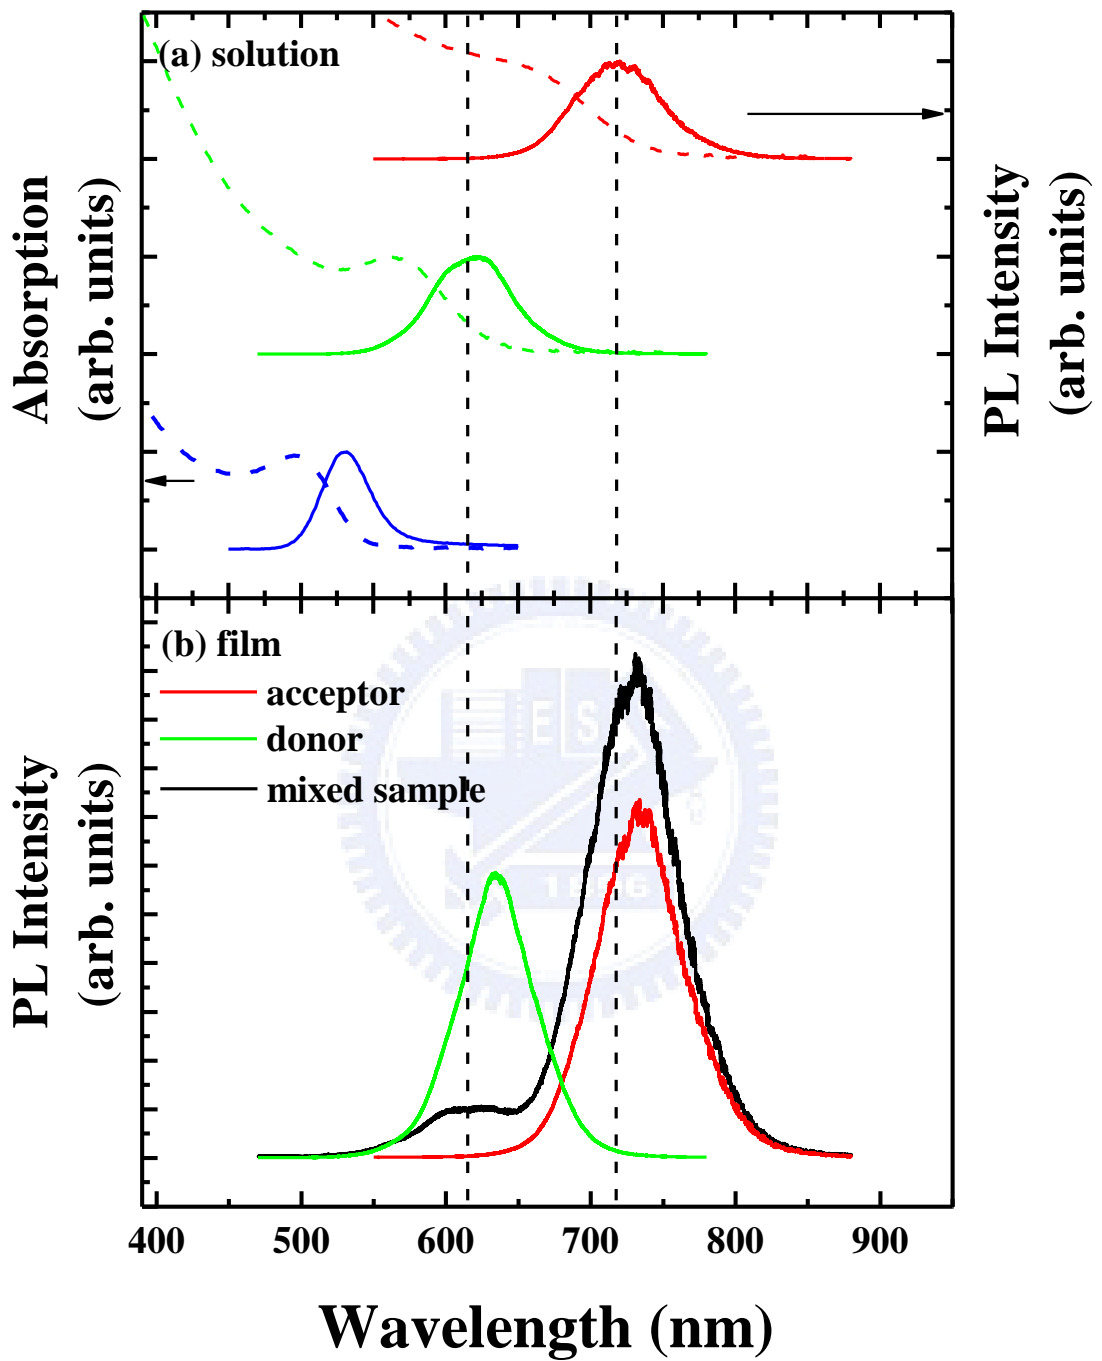 (a) solution
Absorption
(arb. units)
PL Intensity
(arb. units)
(b) film
acceptor
donor
mixed sample
PL Intensity
(arb. units)
E S
1896
400 500 600 700 800 900
Wavelength (nm)